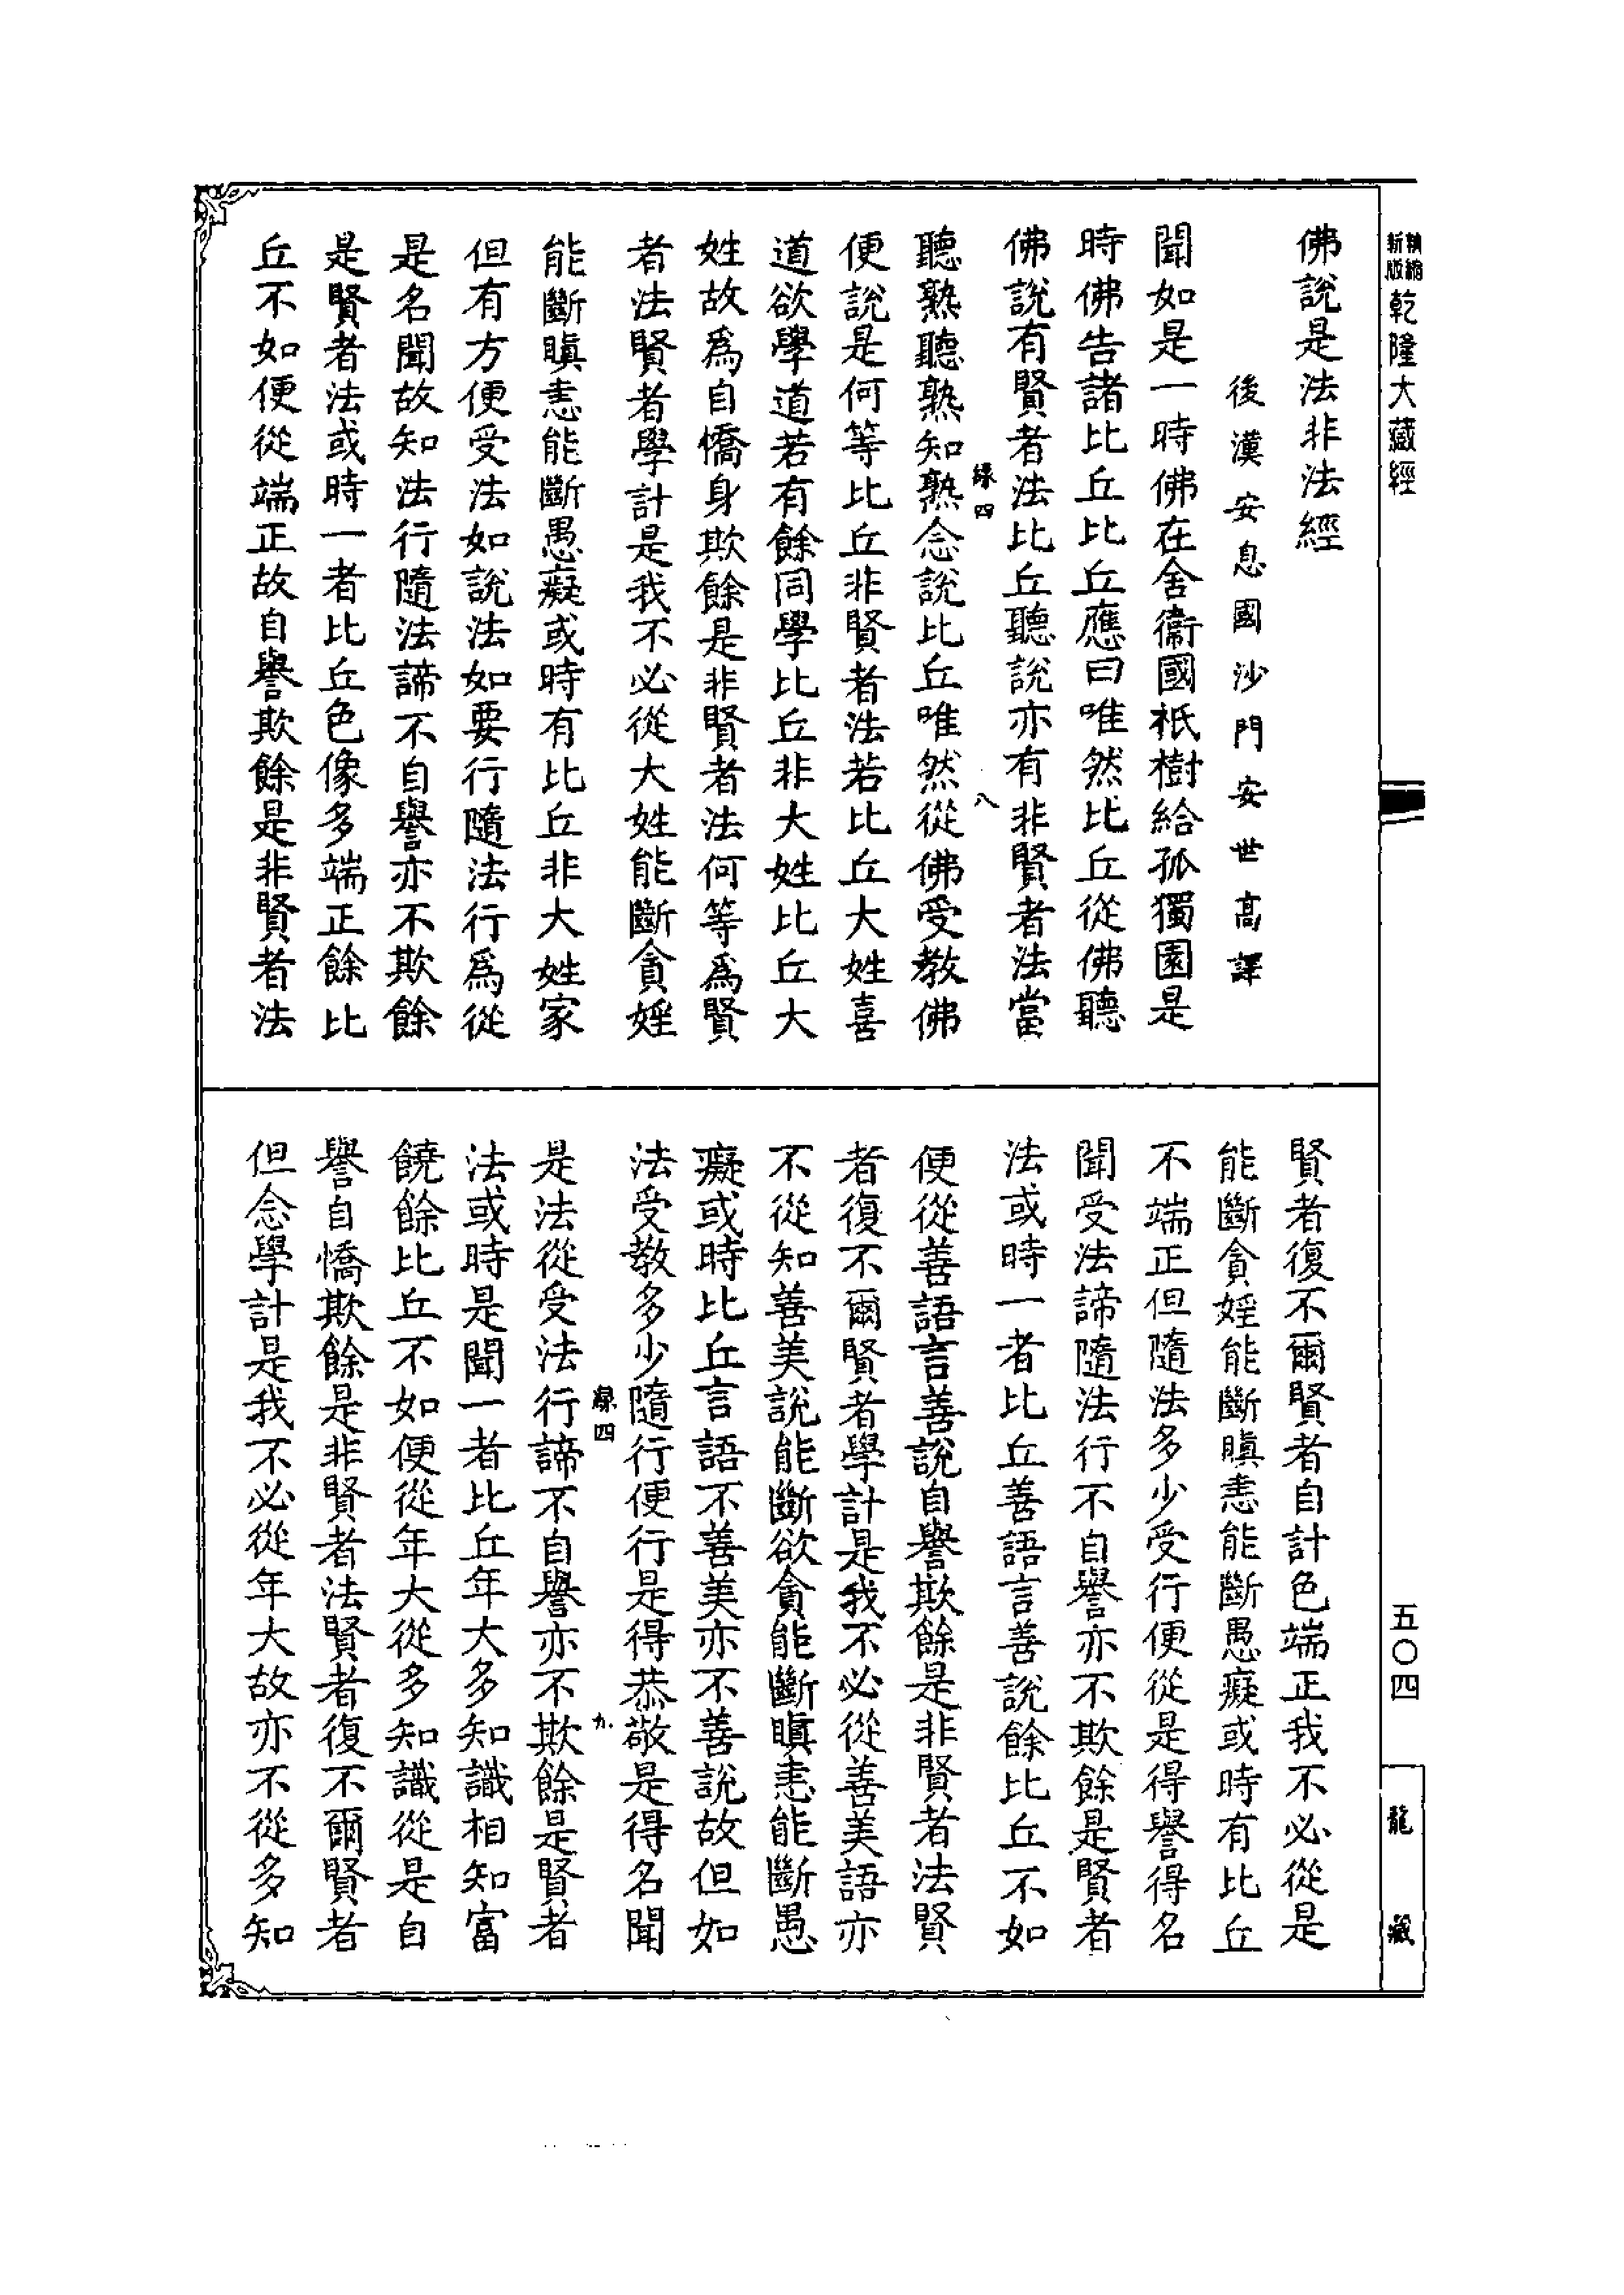 精縮新版乾隆大藏經
五〇四
龍藏
佛說是法非法經
後漢安息國沙門安世高譯
聞如是一時佛在舍衛國祇樹給孤獨園是
時佛告諸比丘比丘應曰唯然比丘從佛聽
佛說有賢者法比丘聽說亦有非賢者法當
緣四
八
聽熟聽熟知熟念說比丘唯然從佛受教佛
便說是何等比丘非賢者法若比丘大姓喜
道欲學道若有餘同學比丘非大姓比丘大
姓故為自憍身欺餘是非賢者法何等為賢
者法賢者學計是我不必從大姓能斷貪婬
能斷瞋恚能斷愚癡或時有比丘非大姓家
但有方便受法如說法如要行隨法行為從
是名聞故知法行隨法諦不自譽亦不欺餘
是賢者法或時一者比丘色像多端正餘比
丘不如便從端正故自譽欺餘是非賢者法
賢者復不爾賢者自計色端正我不必從是
能斷貪婬能斷瞋恚能斷愚癡或時有比丘
不端正但隨法多少受行便從是得譽得名
聞受法諦隨法行不自譽亦不欺餘是賢者
法或時一者比丘善語言善說餘比丘不如
便從善語言善說自譽欺餘是非賢者法賢
者復不爾賢者學計是我不必從善美語亦
不從知善美說能斷欲貪能斷瞋恚能斷愚
癡或時比丘言語不善美亦不善說故但如
法受教多少隨行便行是得恭敬是得名聞
緣四
九
是法從受法行諦不自譽亦不欺餘是賢者
法或時是聞一者比丘年大多知識相知富
饒餘比丘不如便從年大從多知識從是自
譽自憍欺餘是非賢者法賢者復不爾賢者
但念學計是我不必從年大故亦不從多知